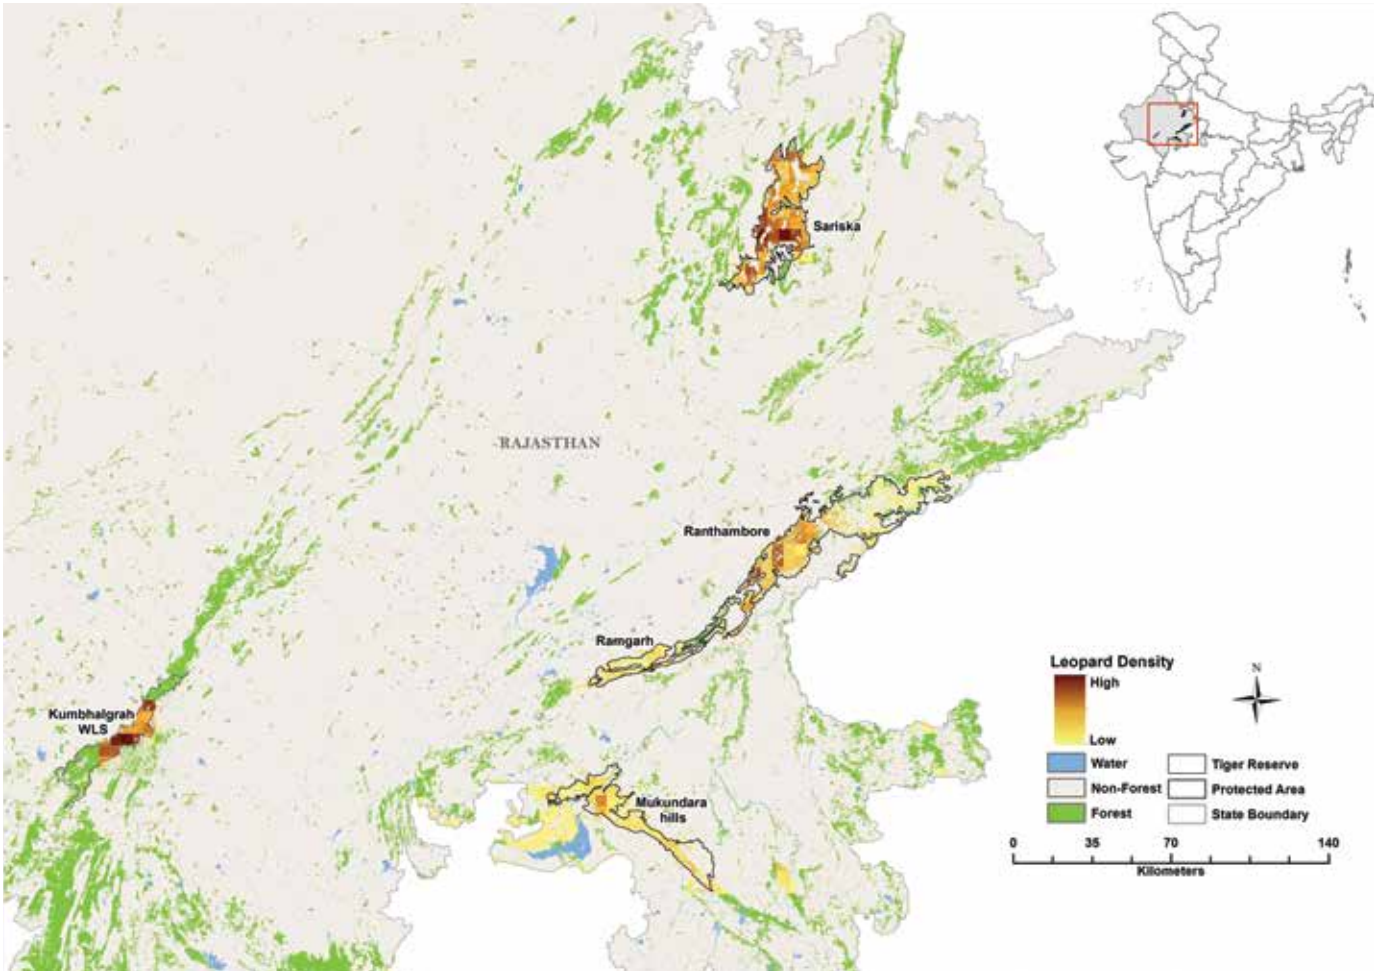 Sariska
RAJASTHAN
Ranthambore
Ramgarh
Kumbhalgrah
WLS
Mukundara
hills
Leopard Density
High
Low
N
Water
Non-Forest
Forest
Tiger Reserve
Protected Area
State Boundary
0 35 70 140
Kilometers